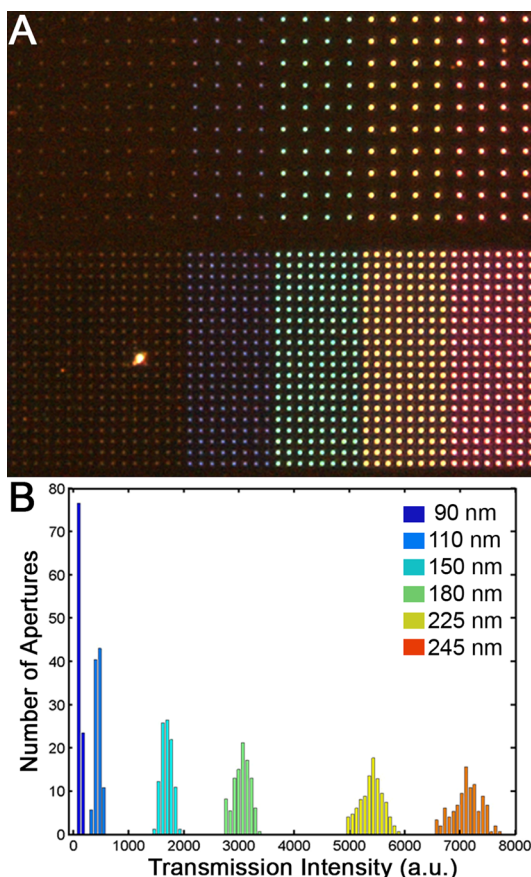 A
B
80
70
60
50
40
30
20
10
0
Number of Apertures
90 nm
110 nm
150 nm
180 nm
225 nm
245 nm
0 1000 2000 3000 4000 5000 6000 7000 8000
Transmission Intensity (a.u.)